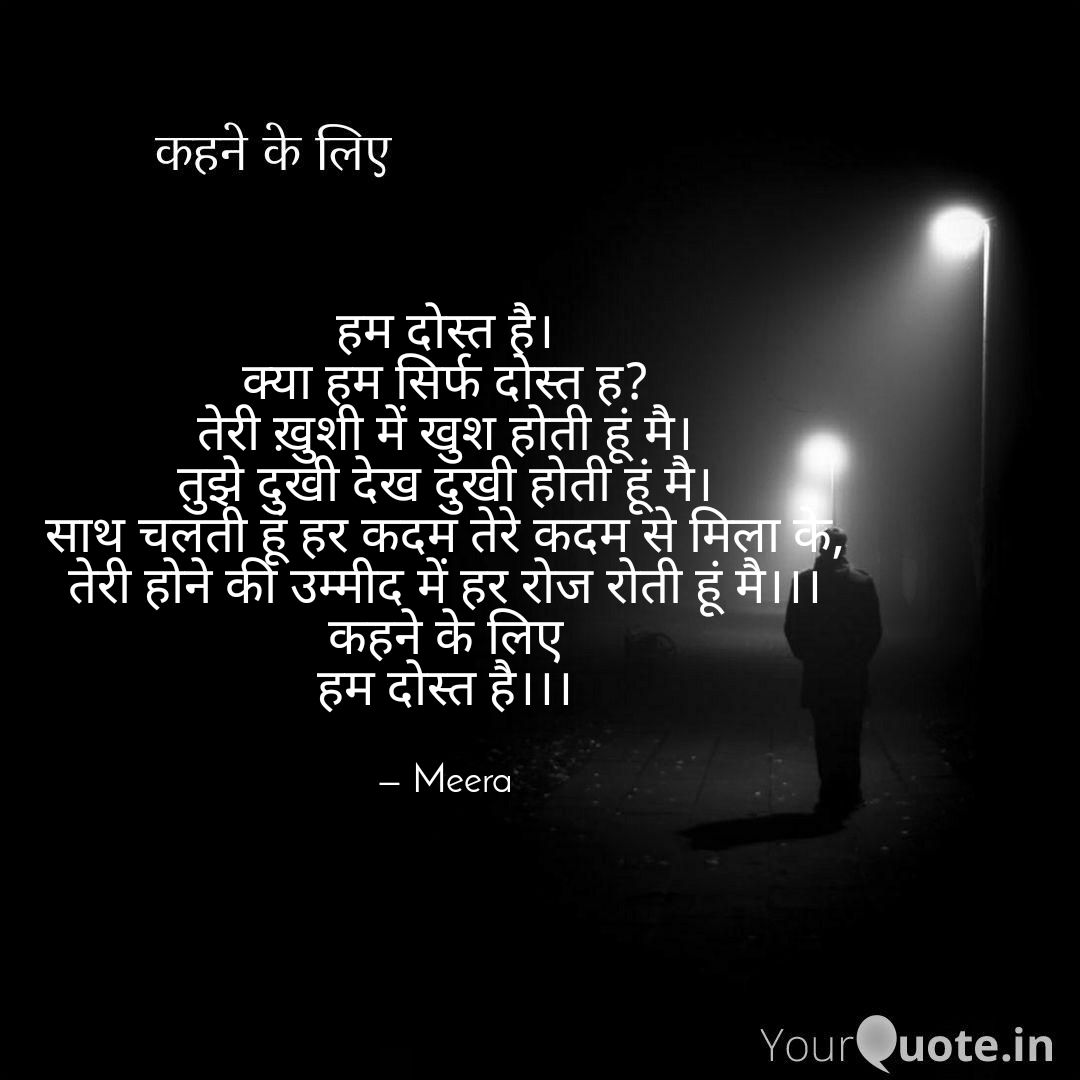 कहने के लिए
हम दोस्त है।
क्या हम सिर्फ दोस्त ह?
तेरी ख़ुशी में खुश होती हूं मै।
तुझे दुखी देख दुखी होती हूं मै।
साथ चलती हूं हर कदम तेरे कदम से मिला के,
तेरी होने की उम्मीद में हर रोज रोती हूं मै।।।
कहने के लिए
हम दोस्त है।।।
– Meera
YourQuote.in